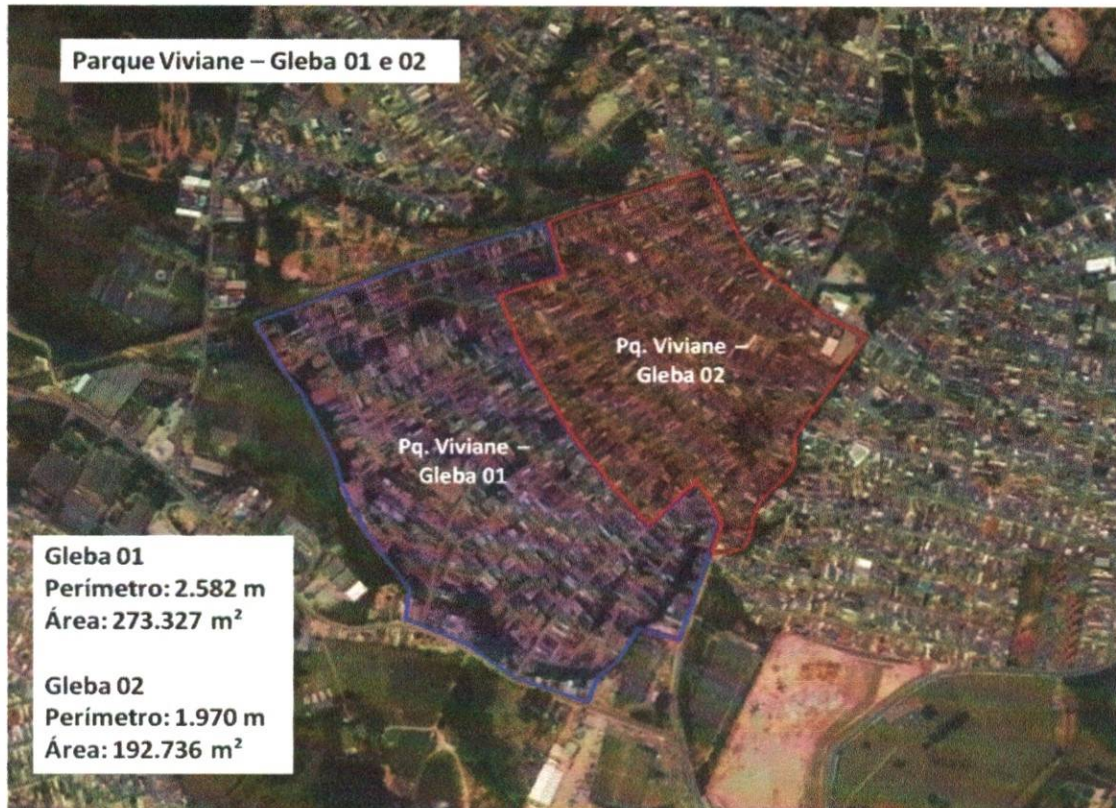 Parque Viviane – Gleba 01 e 02
Pq. Viviane –
Gleba 02
Pq. Viviane –
Gleba 01
Gleba 01
Perímetro: 2.582 m
Área: 273.327 m²
Gleba 02
Perímetro: 1.970 m
Área: 192.736 m²